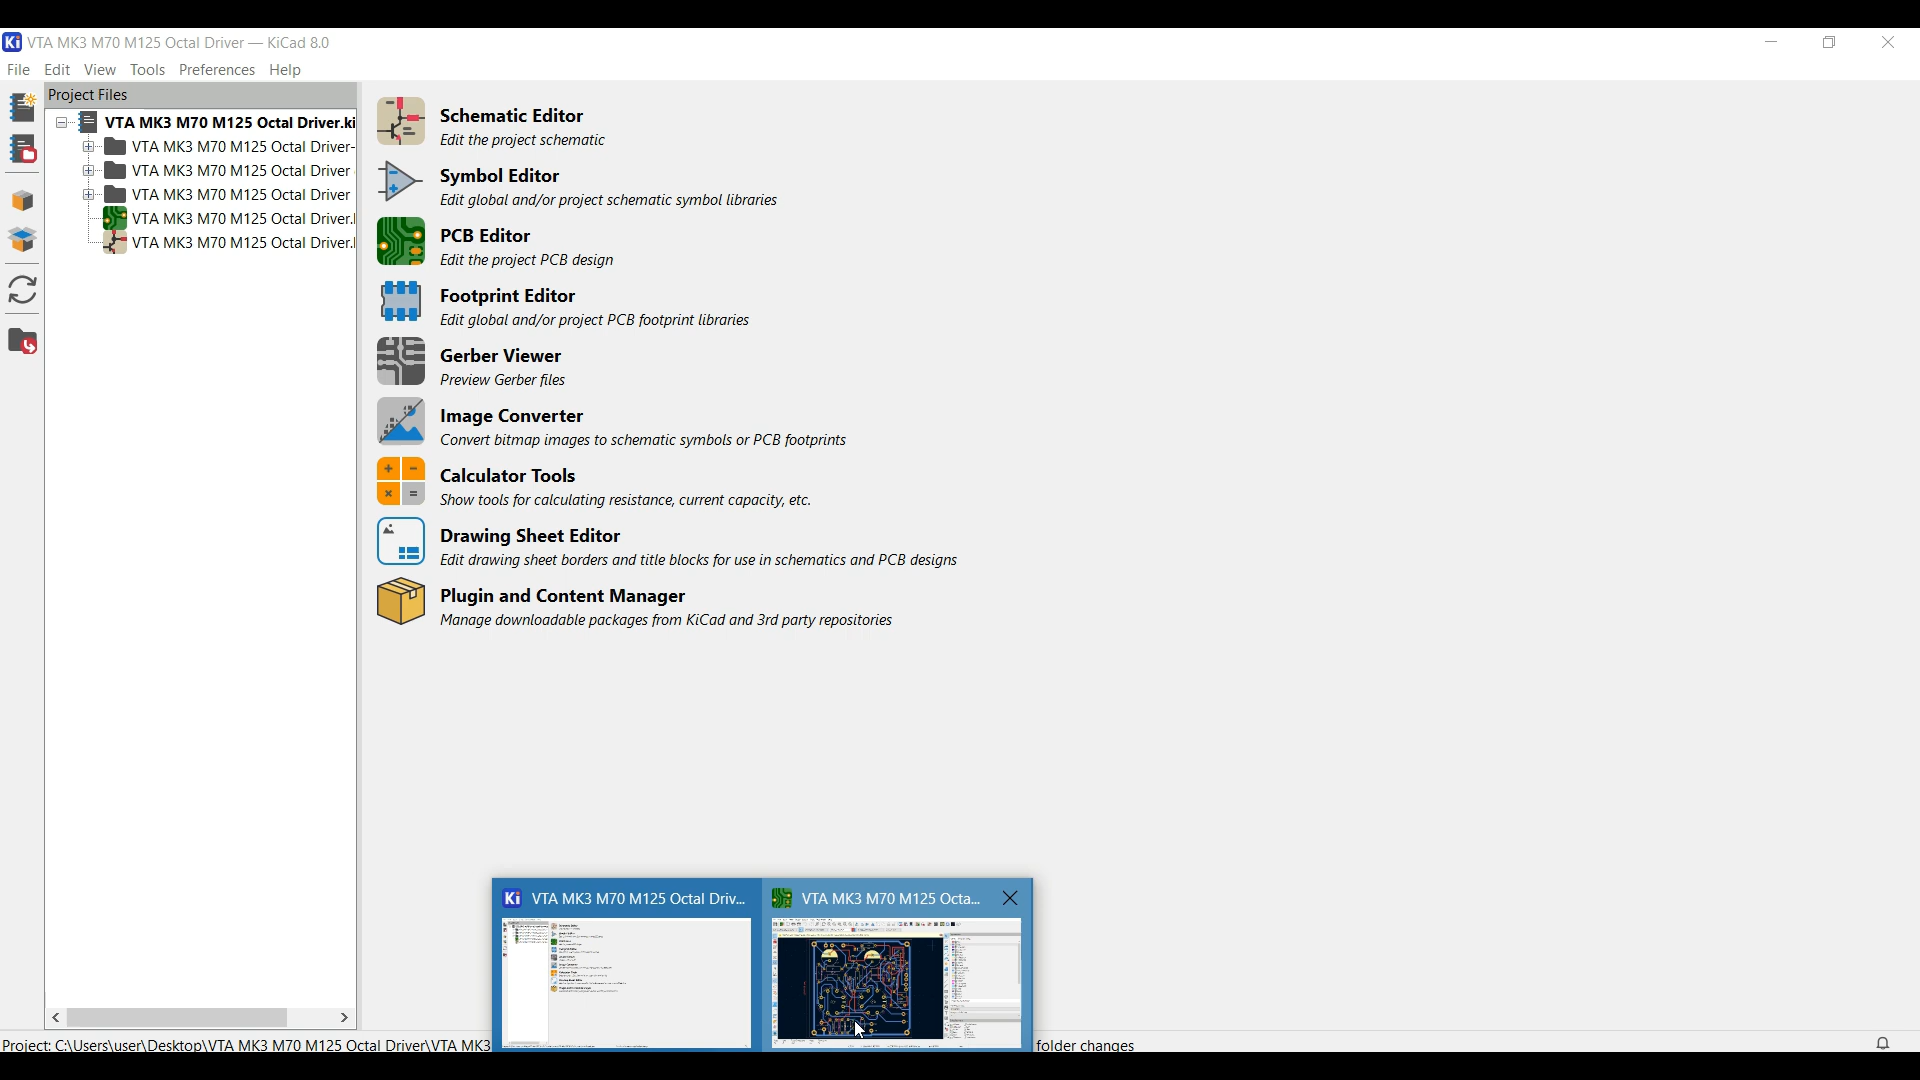 Ki VTA MK3 M70 M125 Octal Driver — KiCad 8.0
File Edit View Tools Preferences Help
Project Files
VTA MK3 M70 M125 Octal Driver.ki
VTA MK3 M70 M125 Octal Driver-
VTA MK3 M70 M125 Octal Driver
VTA MK3 M70 M125 Octal Driver
VTA MK3 M70 M125 Octal Driver.
VTA MK3 M70 M125 Octal Driver.
Schematic Editor
Edit the project schematic
Symbol Editor
Edit global and/or project schematic symbol libraries
PCB Editor
Edit the project PCB design
Footprint Editor
Edit global and/or project PCB footprint libraries
Gerber Viewer
Preview Gerber files
Image Converter
Convert bitmap images to schematic symbols or PCB footprints
Calculator Tools
Show tools for calculating resistance, current capacity, etc.
Drawing Sheet Editor
Edit drawing sheet borders and title blocks for use in schematics and PCB designs
Plugin and Content Manager
Manage downloadable packages from KiCad and 3rd party repositories
Ki VTA MK3 M70 M125 Octal Driv...
VTA MK3 M70 M125 Octa...
Project: C:\Users\user\Desktop\VTA MK3 M70 M125 Octal Driver\VTA MK3
folder changes